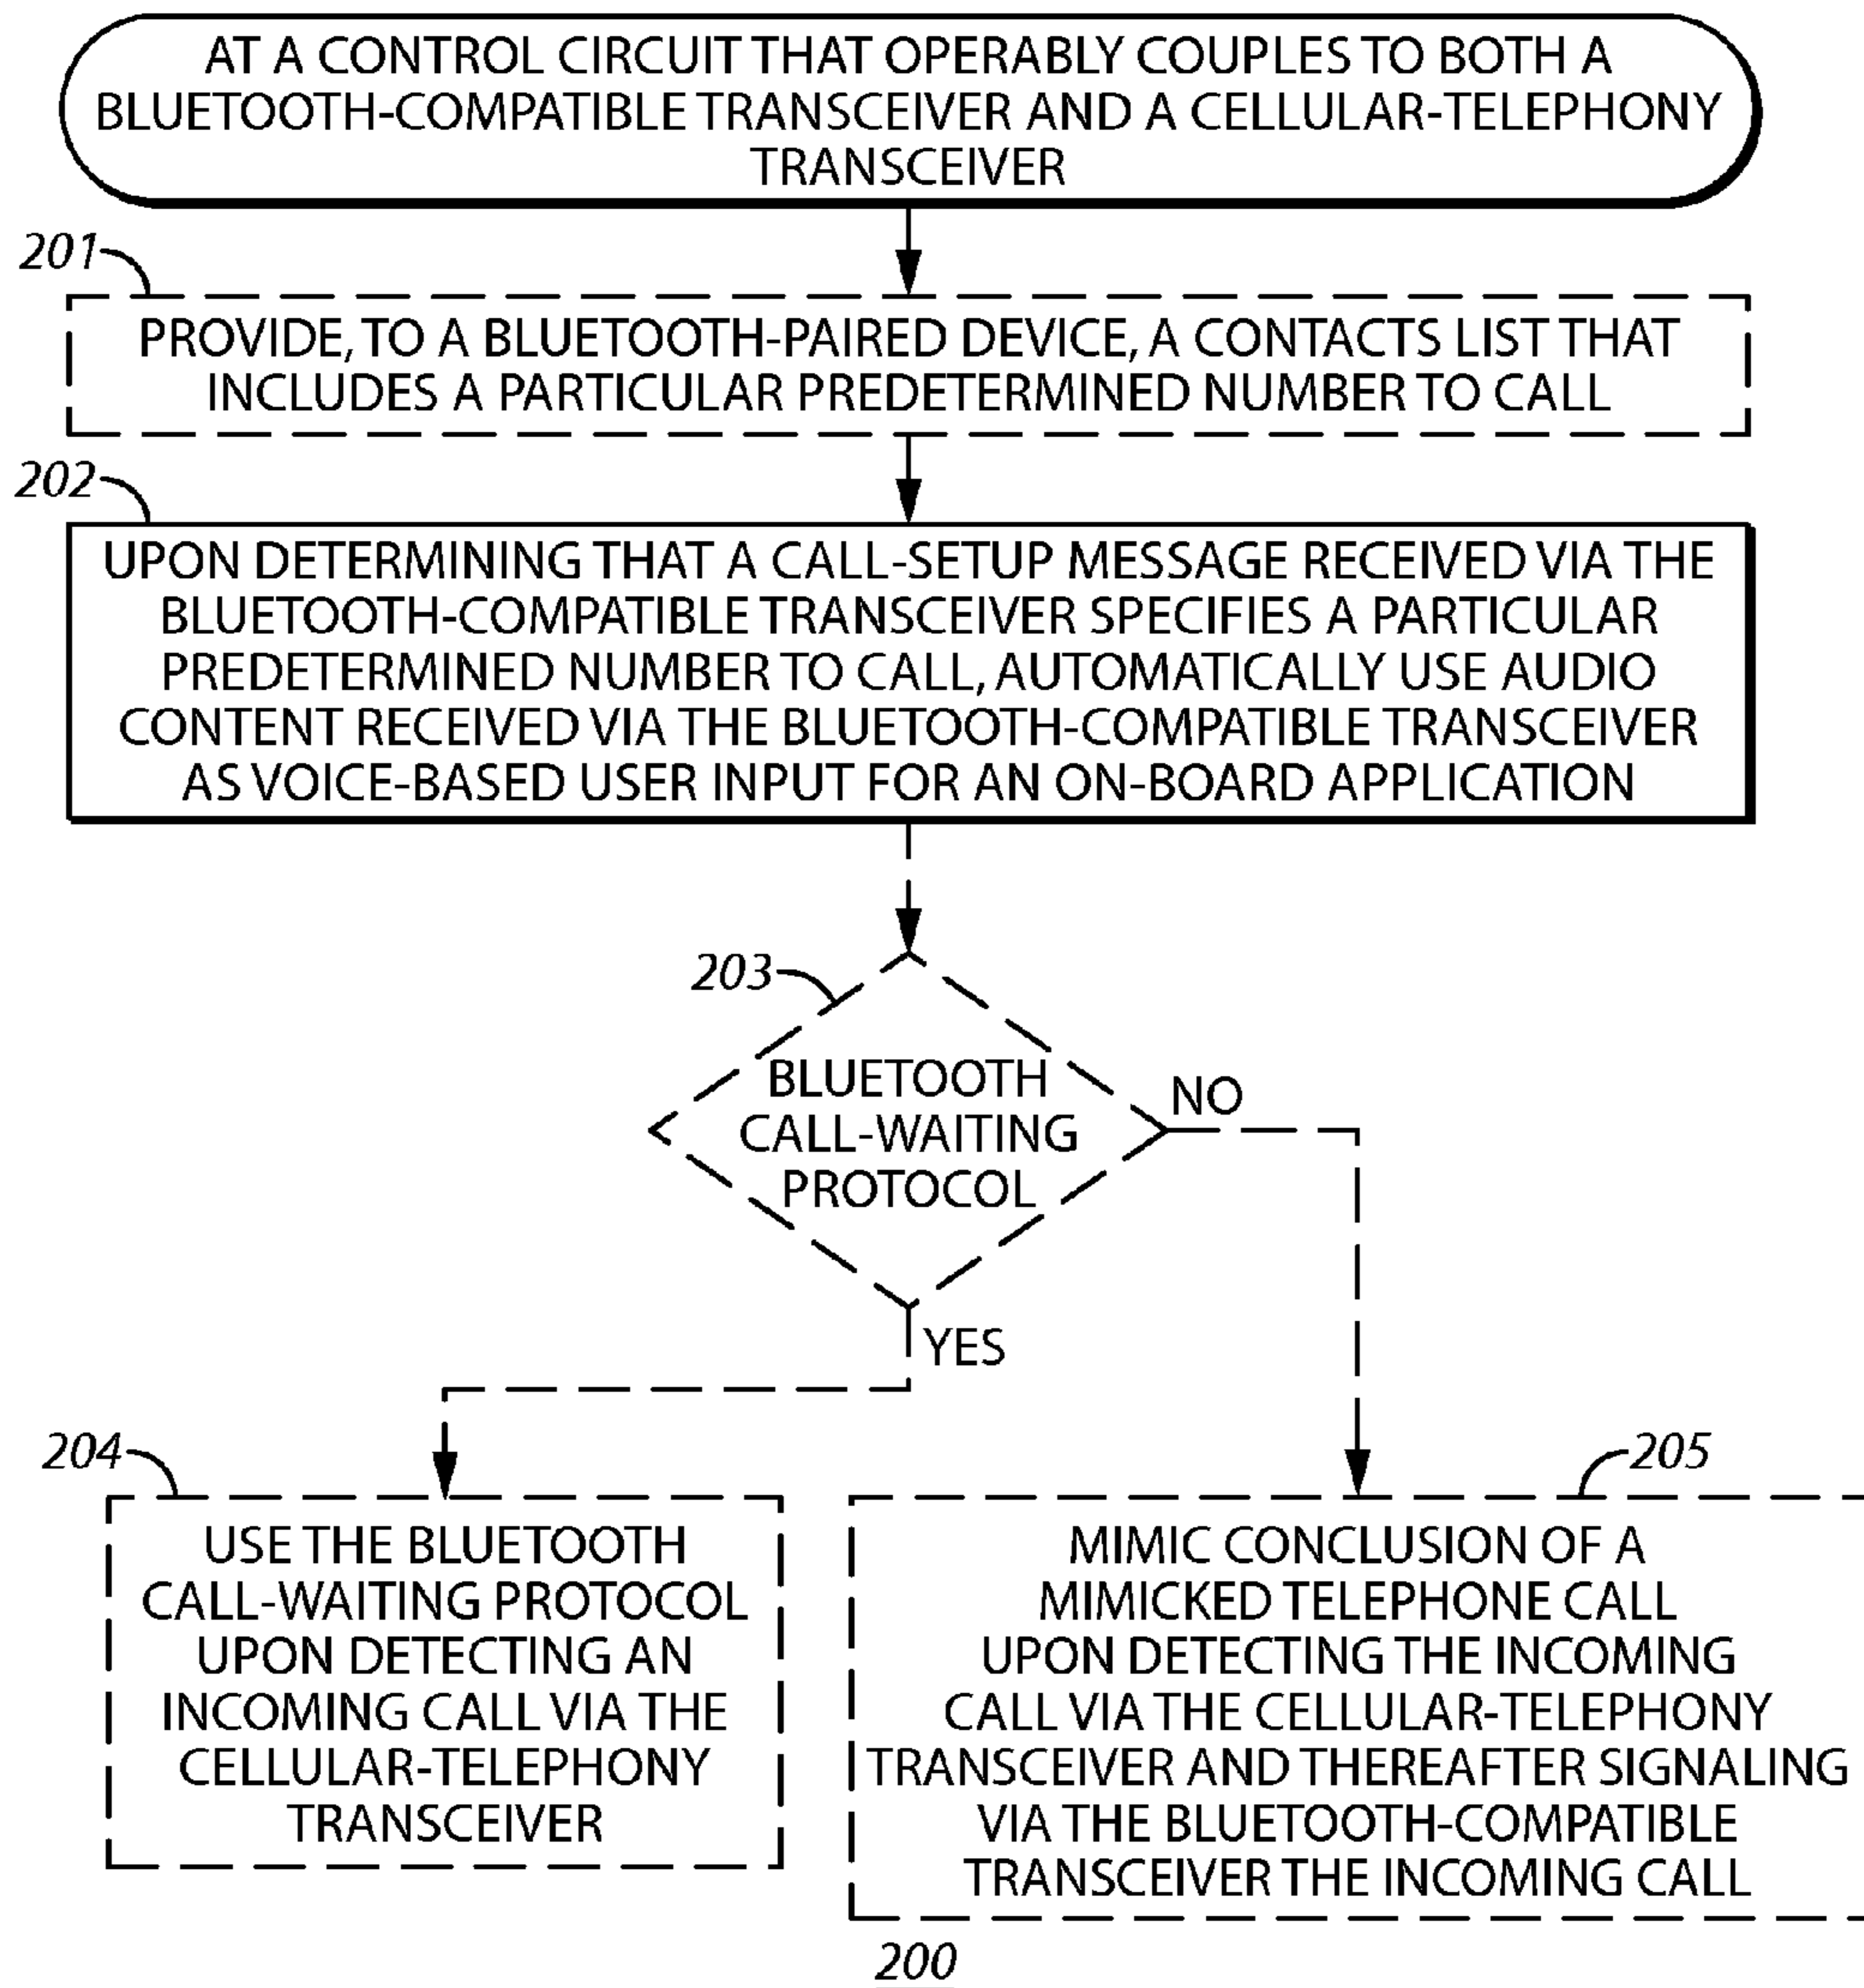 AT A CONTROL CIRCUIT THAT OPERABLY COUPLES TO BOTH A
BLUETOOTH-COMPATIBLE TRANSCEIVER AND A CELLULAR-TELEPHONY
TRANSCEIVER
201
PROVIDE, TO A BLUETOOTH-PAIRED DEVICE, A CONTACTS LIST THAT
INCLUDES A PARTICULAR PREDETERMINED NUMBER TO CALL
202
UPON DETERMINING THAT A CALL-SETUP MESSAGE RECEIVED VIA THE
BLUETOOTH-COMPATIBLE TRANSCEIVER SPECIFIES A PARTICULAR
PREDETERMINED NUMBER TO CALL, AUTOMATICALLY USE AUDIO
CONTENT RECEIVED VIA THE BLUETOOTH-COMPATIBLE TRANSCEIVER
AS VOICE-BASED USER INPUT FOR AN ON-BOARD APPLICATION
203
BLUETOOTH
CALL-WAITING
PROTOCOL
NO
YES
204
USE THE BLUETOOTH
CALL-WAITING PROTOCOL
UPON DETECTING AN
INCOMING CALL VIA THE
CELLULAR-TELEPHONY
TRANSCEIVER
205
MIMIC CONCLUSION OF A
MIMICKED TELEPHONE CALL
UPON DETECTING THE INCOMING
CALL VIA THE CELLULAR-TELEPHONY
TRANSCEIVER AND THEREAFTER SIGNALING
VIA THE BLUETOOTH-COMPATIBLE
TRANSCEIVER THE INCOMING CALL
200